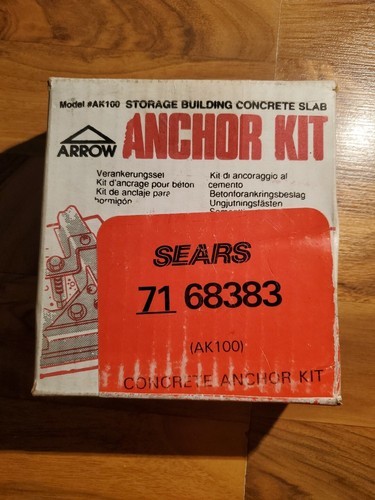 Model #AK100 STORAGE BUILDING CONCRETE SLAB
ARROW
ANCHOR KIT
Verankerungsset
Kit d'ancrage pour béton
Kit de anclaje para
hormigón
Kit di ancoraggio al
cemento
Betonforankringsbeslag
Ungjutningsfästen
SEARS
71 68383
(AK100)
CONCRETE ANCHOR KIT